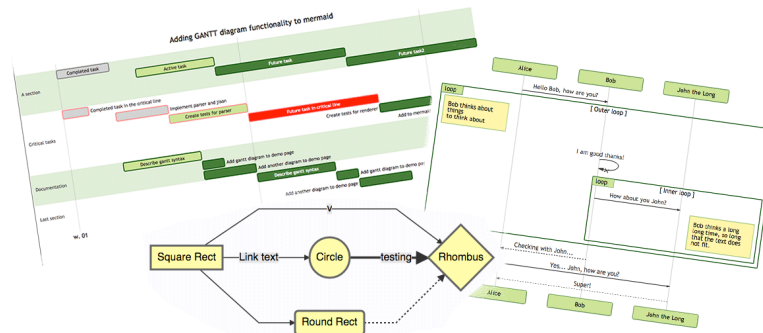 Adding GANTT diagram functionality to mermaid
A section
Completed task
Active task
Future task
Future task2
Critical tasks
Completed task in the critical line
Implement parser and jison
Create tests for parser
Future task in critical line
Create tests for renderer
Add to mermaid
Documentation
Describe gantt syntax
Add gantt diagram to demo page
Add another diagram to demo page
Last section
Describe gantt syntax
Add gantt diagram to demo po
Add another diagram to demo page
w. 01
Alice
Bob
John the Long
Hello Bob, how are you?
loop
[ Outer loop ]
Bob thinks about
things
to think about
I am good thanks!
loop
[ Inner loop ]
How about you John?
Bob thinks a long
long time, so long
that the text does
not fit.
Checking with John...
Yes... John, how are you?
Super!
Alice
Bob
John the Long
Square Rect
Link text
Circle
testing
Rhombus
Round Rect